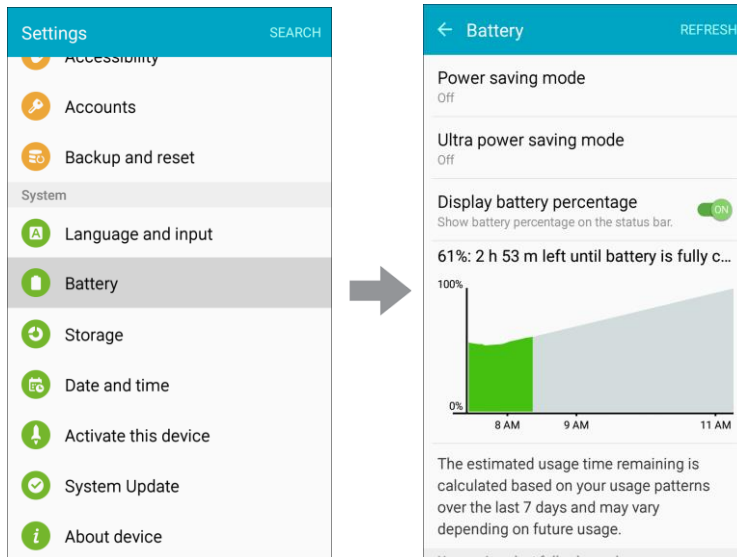 Settings
SEARCH
Accessibility
Accounts
Backup and reset
System
Language and input
Battery
Storage
Date and time
Activate this device
System Update
About device
Battery
REFRESH
Power saving mode
Off
Ultra power saving mode
Off
Display battery percentage
Show battery percentage on the status bar.
ON
61%: 2 h 53 m left until battery is fully c...
100%
0%
8 AM
9 AM
11 AM
The estimated usage time remaining is
calculated based on your usage patterns
over the last 7 days and may vary
depending on future usage.